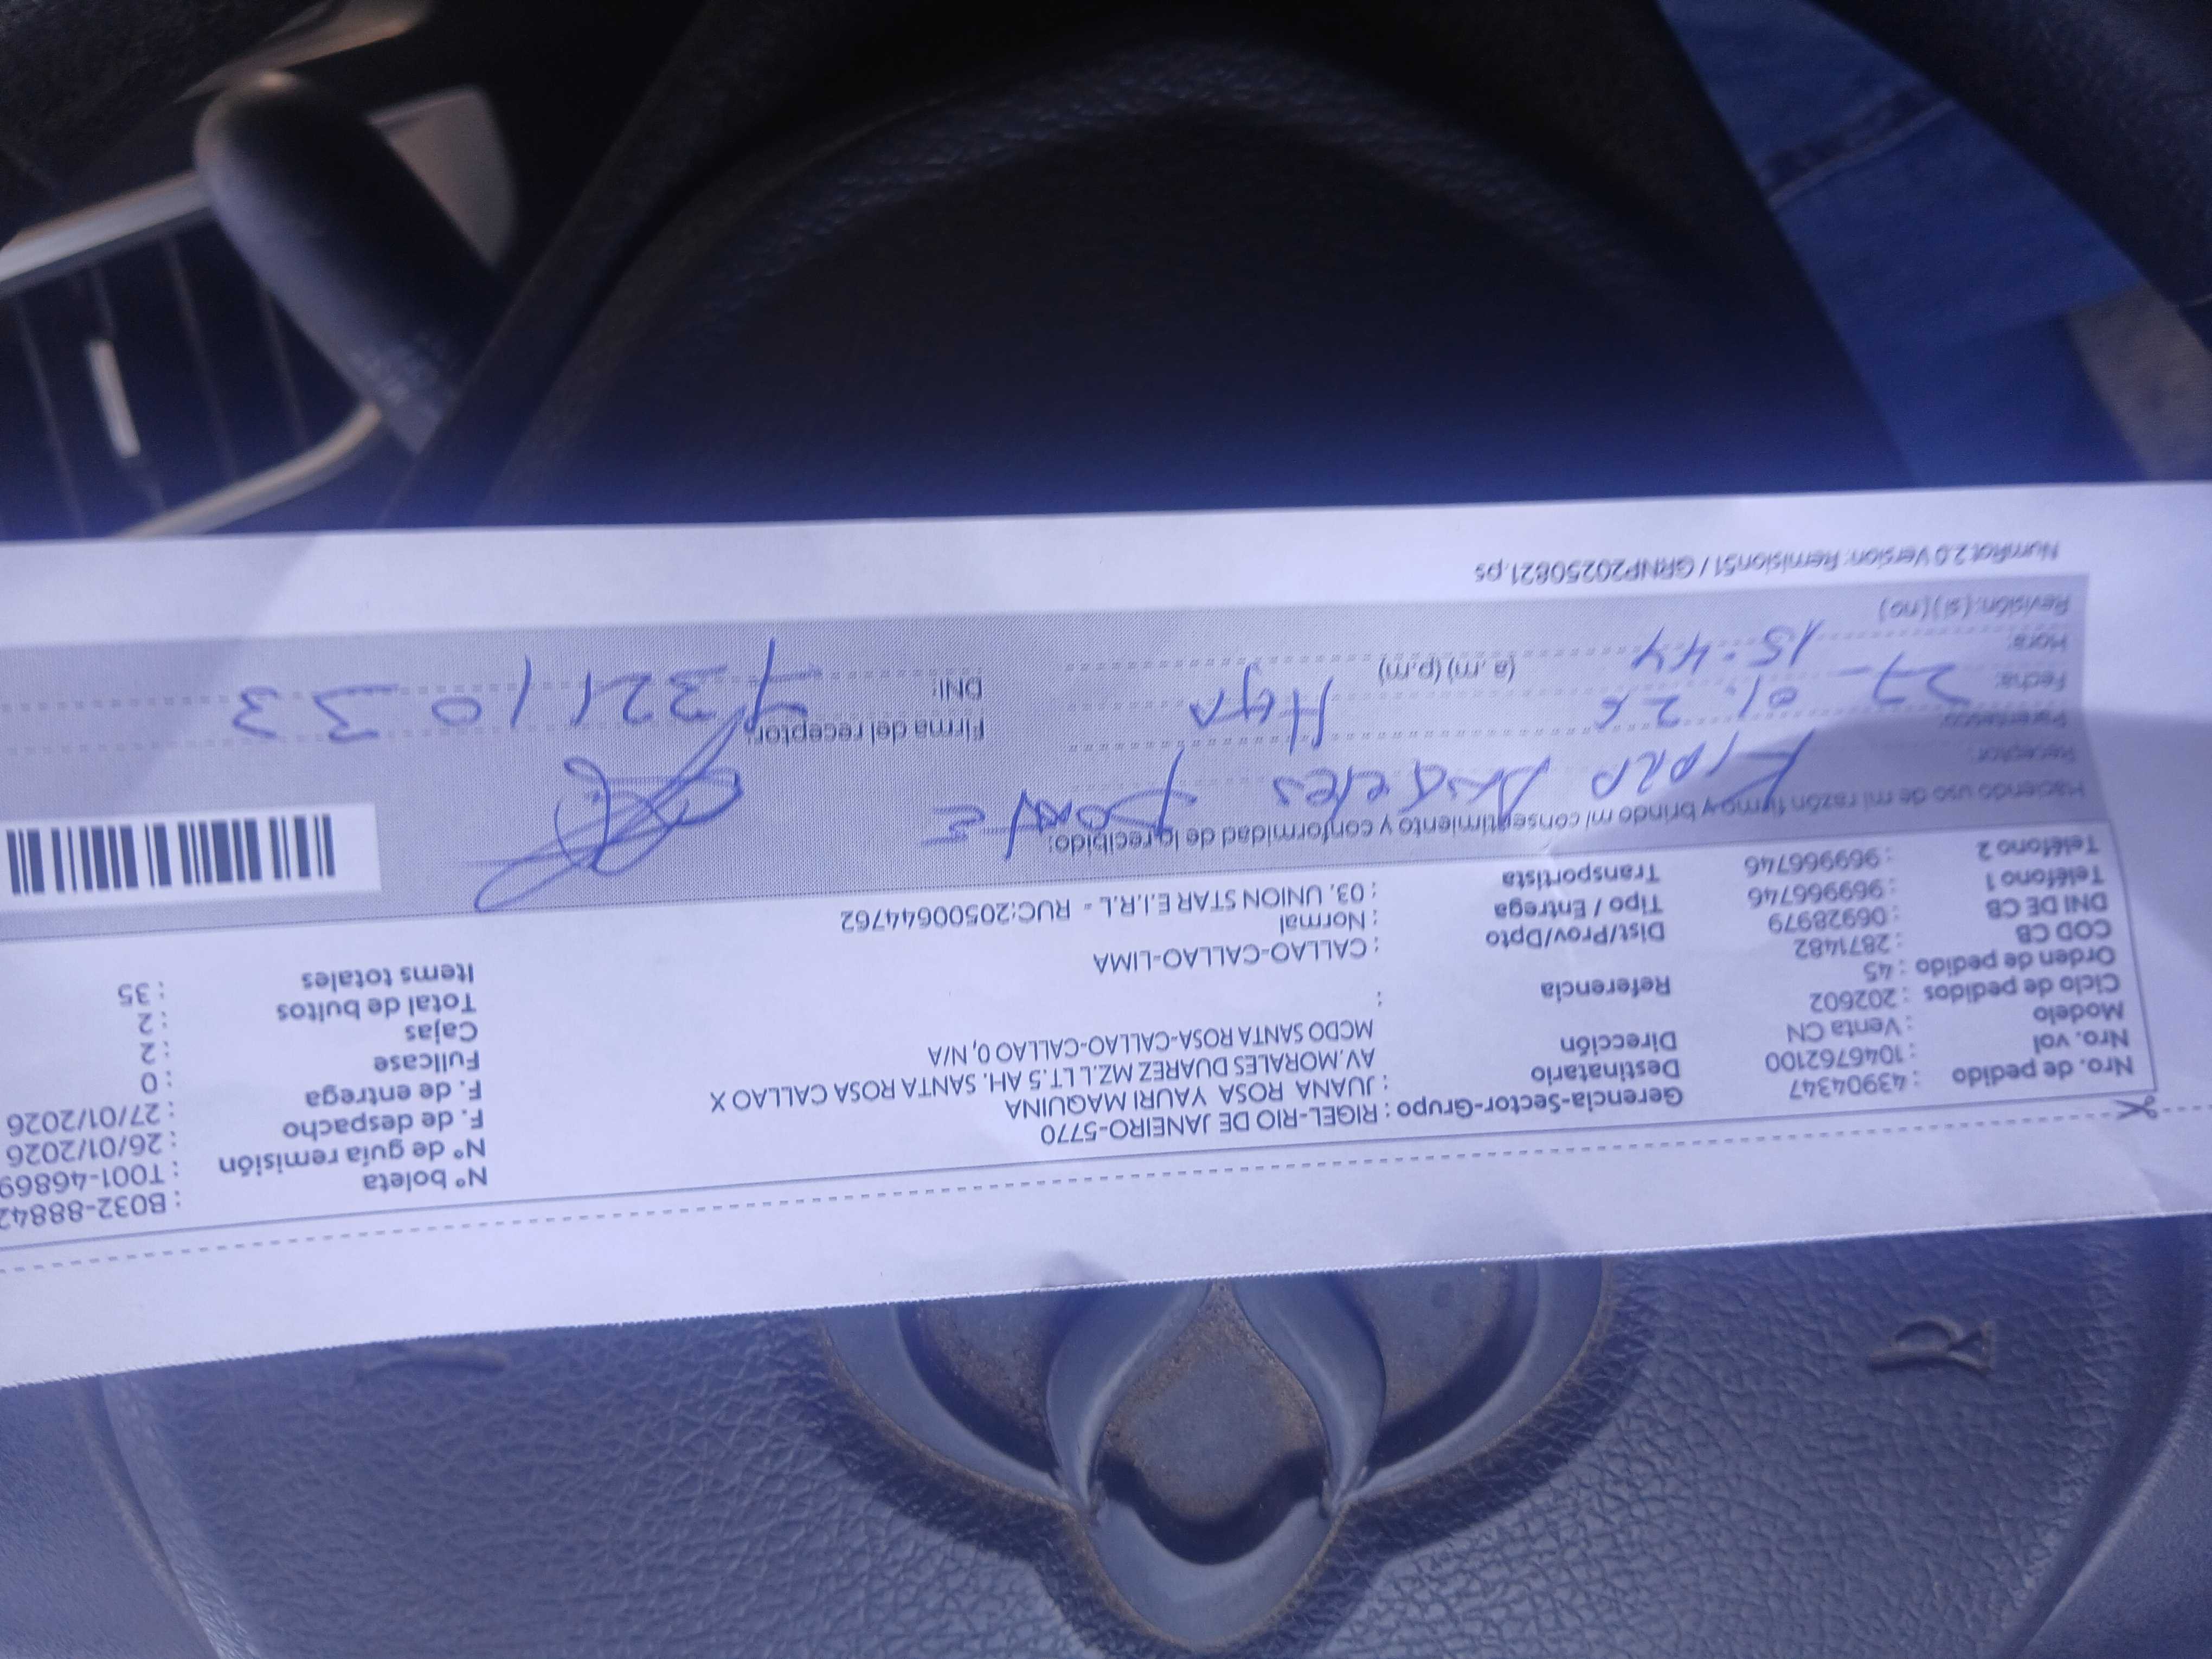 Nro. de pedido : 43904347
Nro. vol : 1046762100
Modelo : Venta CN
Ciclo de pedidos : 202602
Orden de pedido : 45
COD CB : 2871482
DNI DE CB : 06928979
Teléfono 1 : 969966746
Teléfono 2 : 969966746
Gerencia-Sector-Grupo : RIGEL-RIO DE JANEIRO-5770
Destinatario : JUANA ROSA YAURI MAQUINA
Dirección AV.MORALES DUAREZ MZ.L LT.5 AH. SANTA ROSA CALLAO X
MCDO SANTA ROSA-CALLAO-CALLAO 0, N/A
Referencia :
Dist/Prov/Dpto : CALLAO-CALLAO-LIMA
Tipo / Entrega : Normal
Transportista : 03. UNION STAR E.I.R.L - RUC:20500644762
N° boleta : B032-88842
N° de guía remisión : T001-46869
F. de despacho : 26/01/2026
F. de entrega : 27/01/2026
Fullcase : 0
Cajas : 2
Total de bultos : 2
Items totales : 35
Haciendo uso de mi razón firmo y brindo mi consentimiento y conformidad de lo recibido:
Receptor
Parentesco Hija
Fecha: 27-01.26
Hora: 15:44 (a.m) (p.m)
Revisión: (si) (no)
Firma del receptor:
DNI:
NumRot 2.0 Version: Remision51 / GRNP20250821.ps